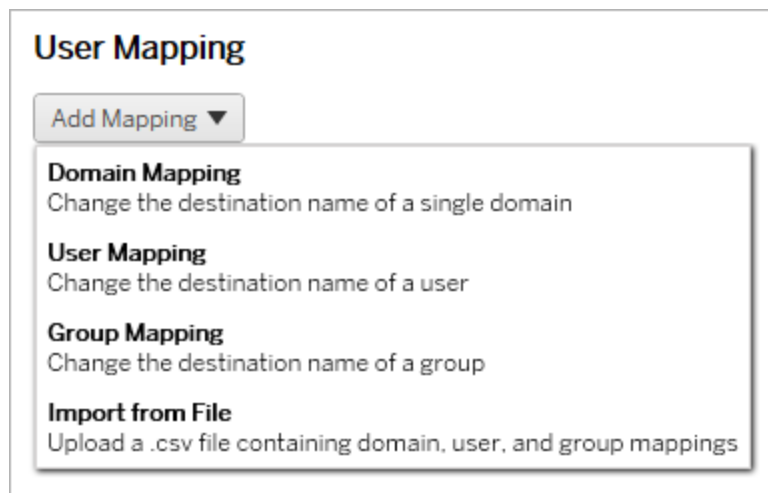 User Mapping
Add Mapping ▼
Domain Mapping
Change the destination name of a single domain
User Mapping
Change the destination name of a user
Group Mapping
Change the destination name of a group
Import from File
Upload a .csv file containing domain, user, and group mappings